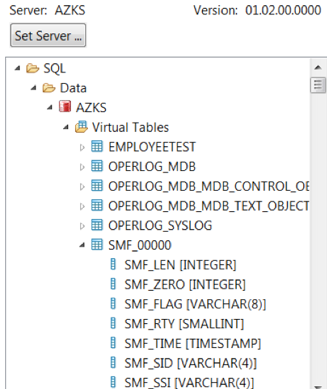 Server: AZKS Version: 01.02.00.0000
Set Server ...
SQL
Data
AZKS
Virtual Tables
EMPLOYEETEST
OPERLOG_MDB
OPERLOG_MDB_MDB_CONTROL_OB
OPERLOG_MDB_MDB_TEXT_OBJECT
OPERLOG_SYSLOG
SMF_00000
SMF_LEN [INTEGER]
SMF_ZERO [INTEGER]
SMF_FLAG [VARCHAR(8)]
SMF_RTY [SMALLINT]
SMF_TIME [TIMESTAMP]
SMF_SID [VARCHAR(4)]
SMF_SSI [VARCHAR(4)]